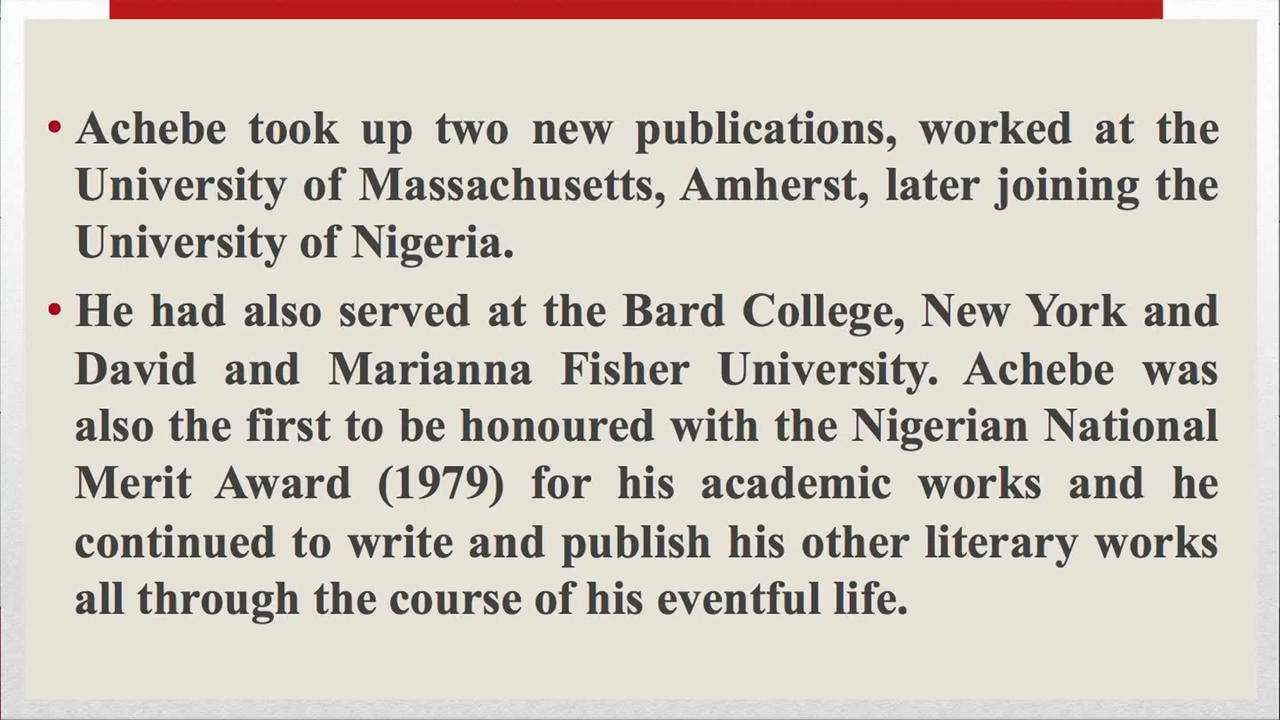 • Achebe took up two new publications, worked at the
University of Massachusetts, Amherst, later joining the
University of Nigeria.
• He had also served at the Bard College, New York and
David and Marianna Fisher University. Achebe was
also the first to be honoured with the Nigerian National
Merit Award (1979) for his academic works and he
continued to write and publish his other literary works
all through the course of his eventful life.